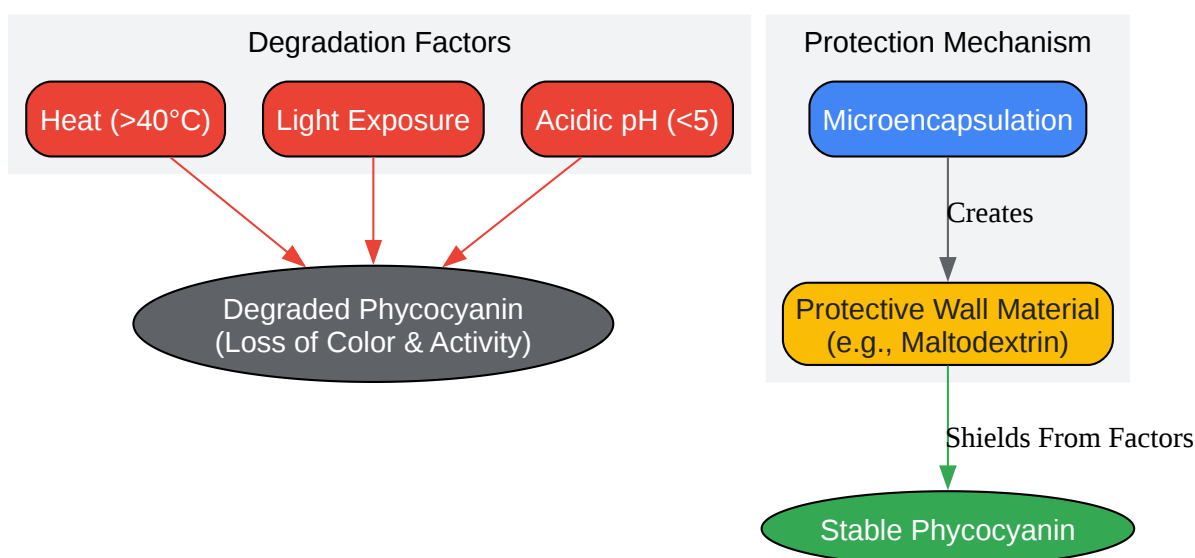 Degradation Factors
Heat (>40°C)
Light Exposure
Acidic pH (<5)
Degraded Phycocyanin
(Loss of Color & Activity)
Protection Mechanism
Microencapsulation
Creates
Protective Wall Material
(e.g., Maltodextrin)
Shields From Factors
Stable Phycocyanin